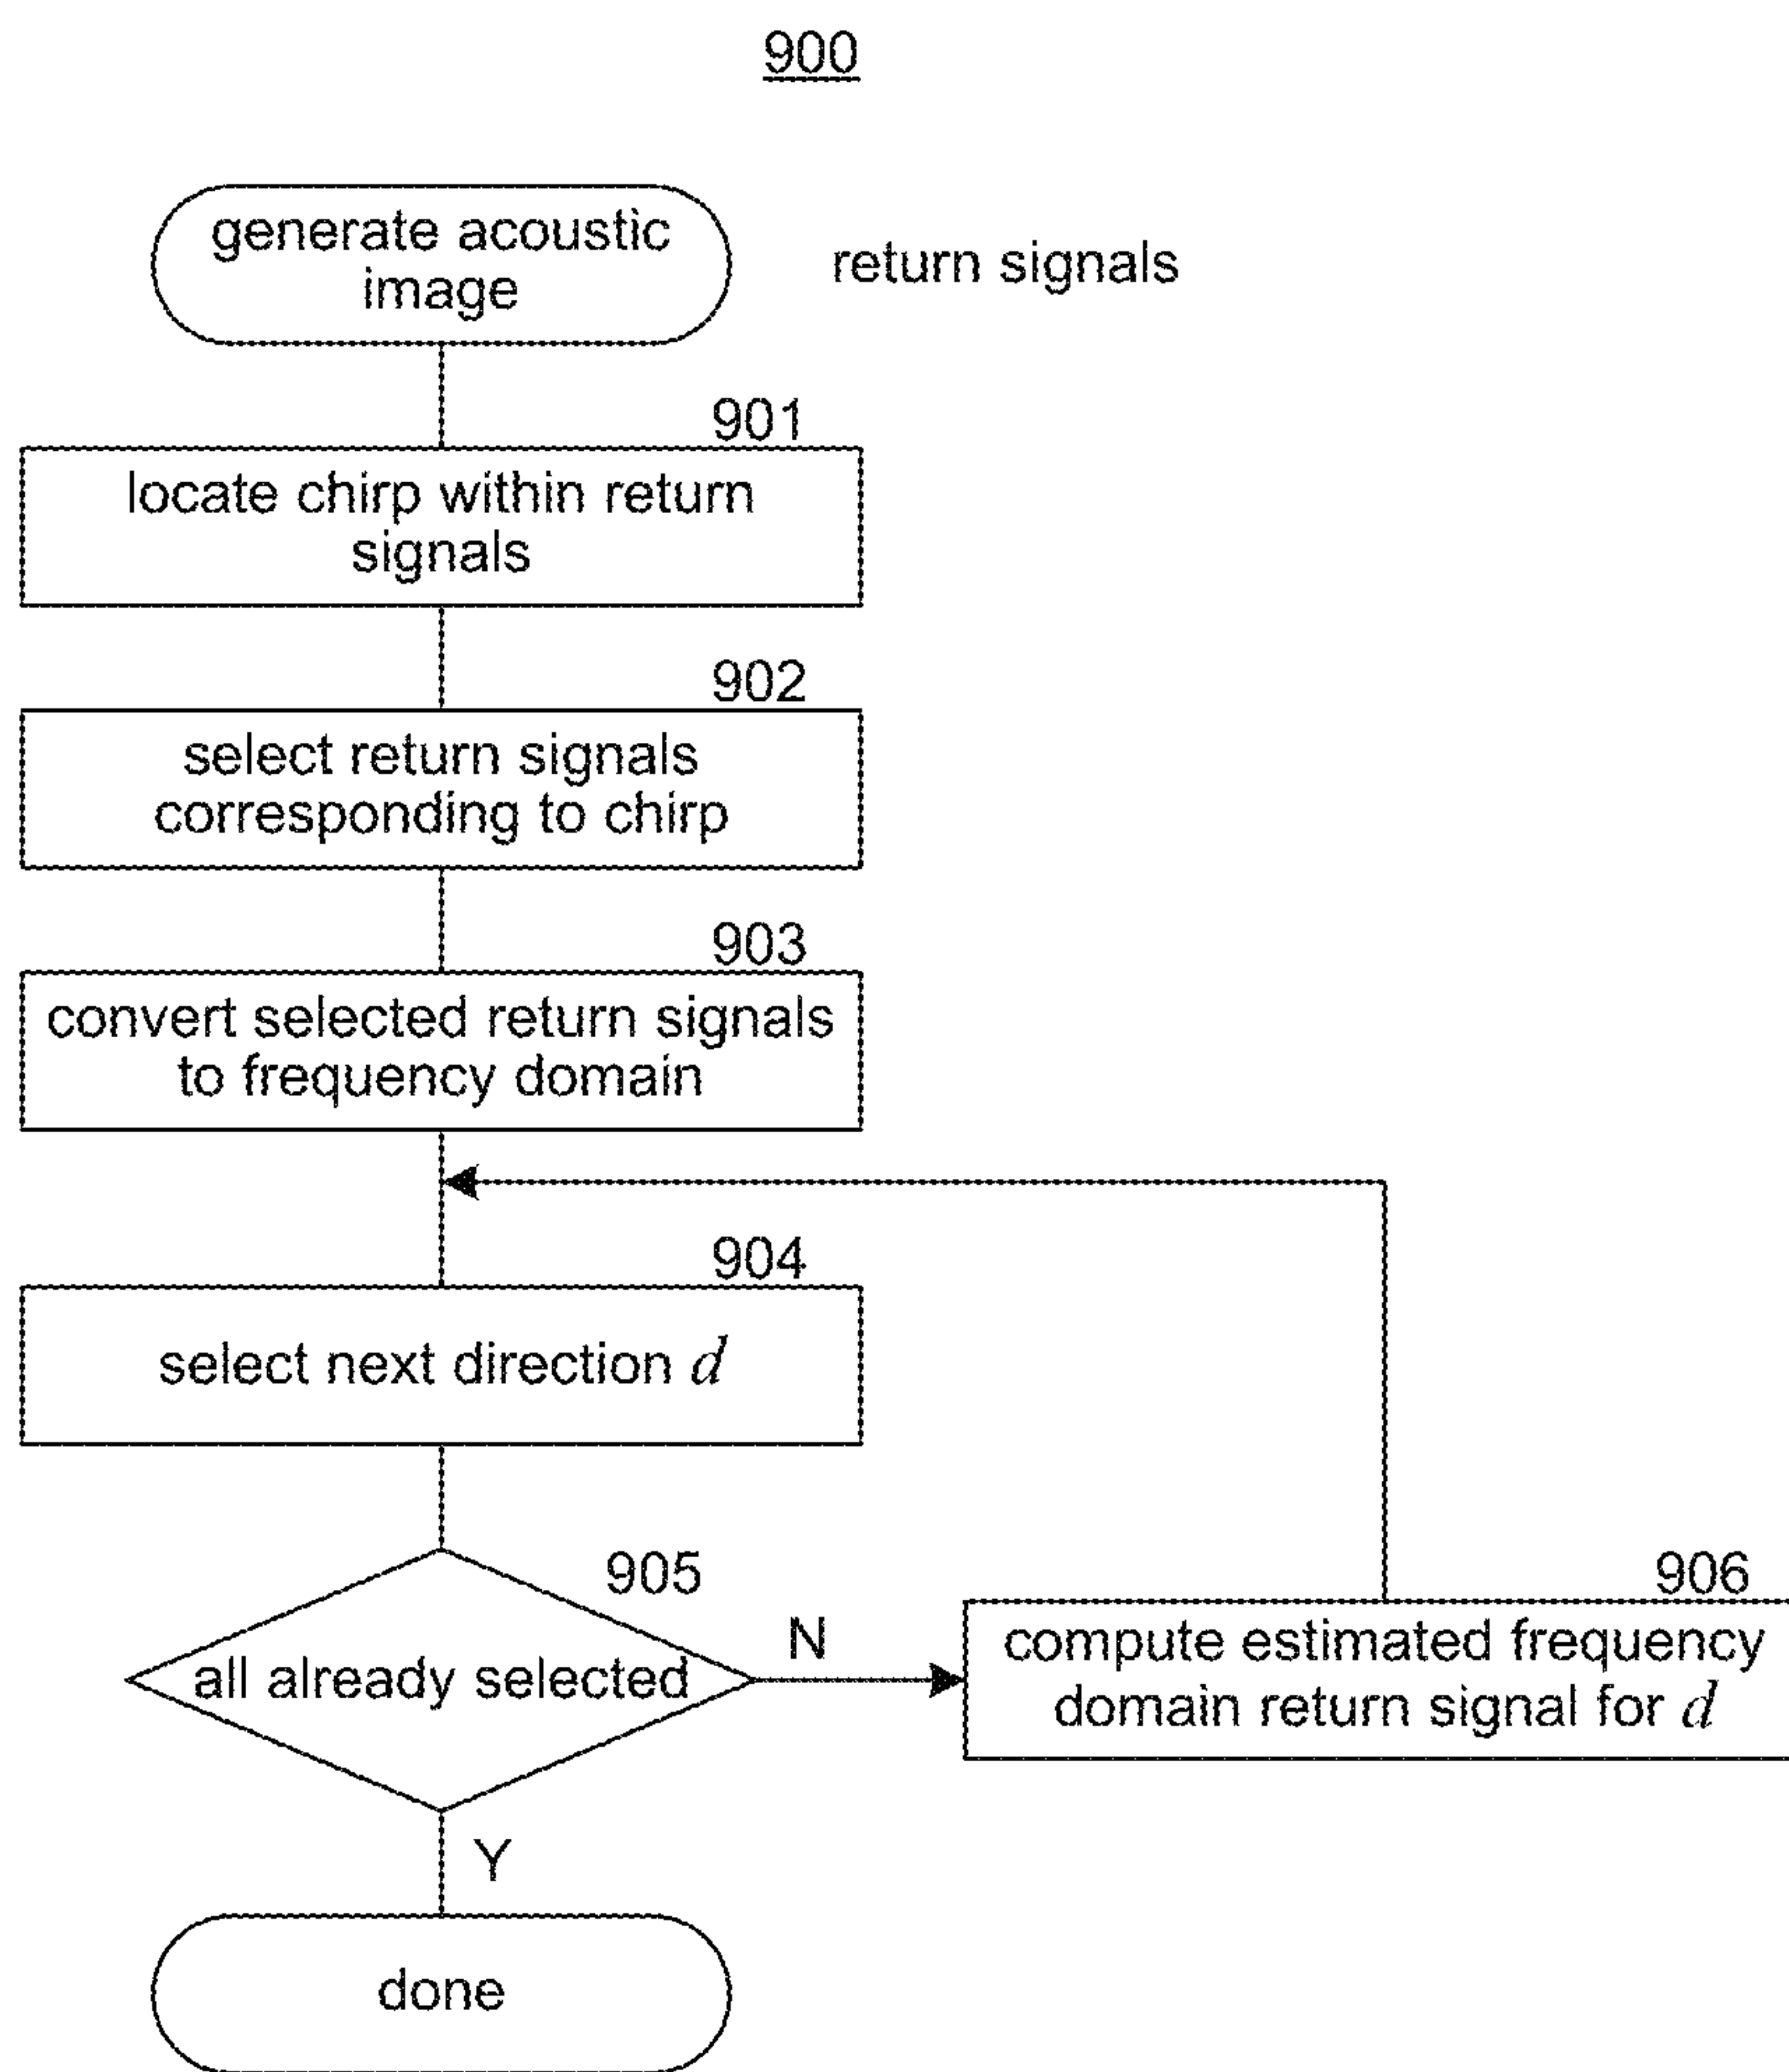 900
generate acoustic
image
return signals
901
locate chirp within return
signals
902
select return signals
corresponding to chirp
903
convert selected return signals
to frequency domain
904
select next direction d
905
all already selected
N
906
compute estimated frequency
domain return signal for d
Y
done